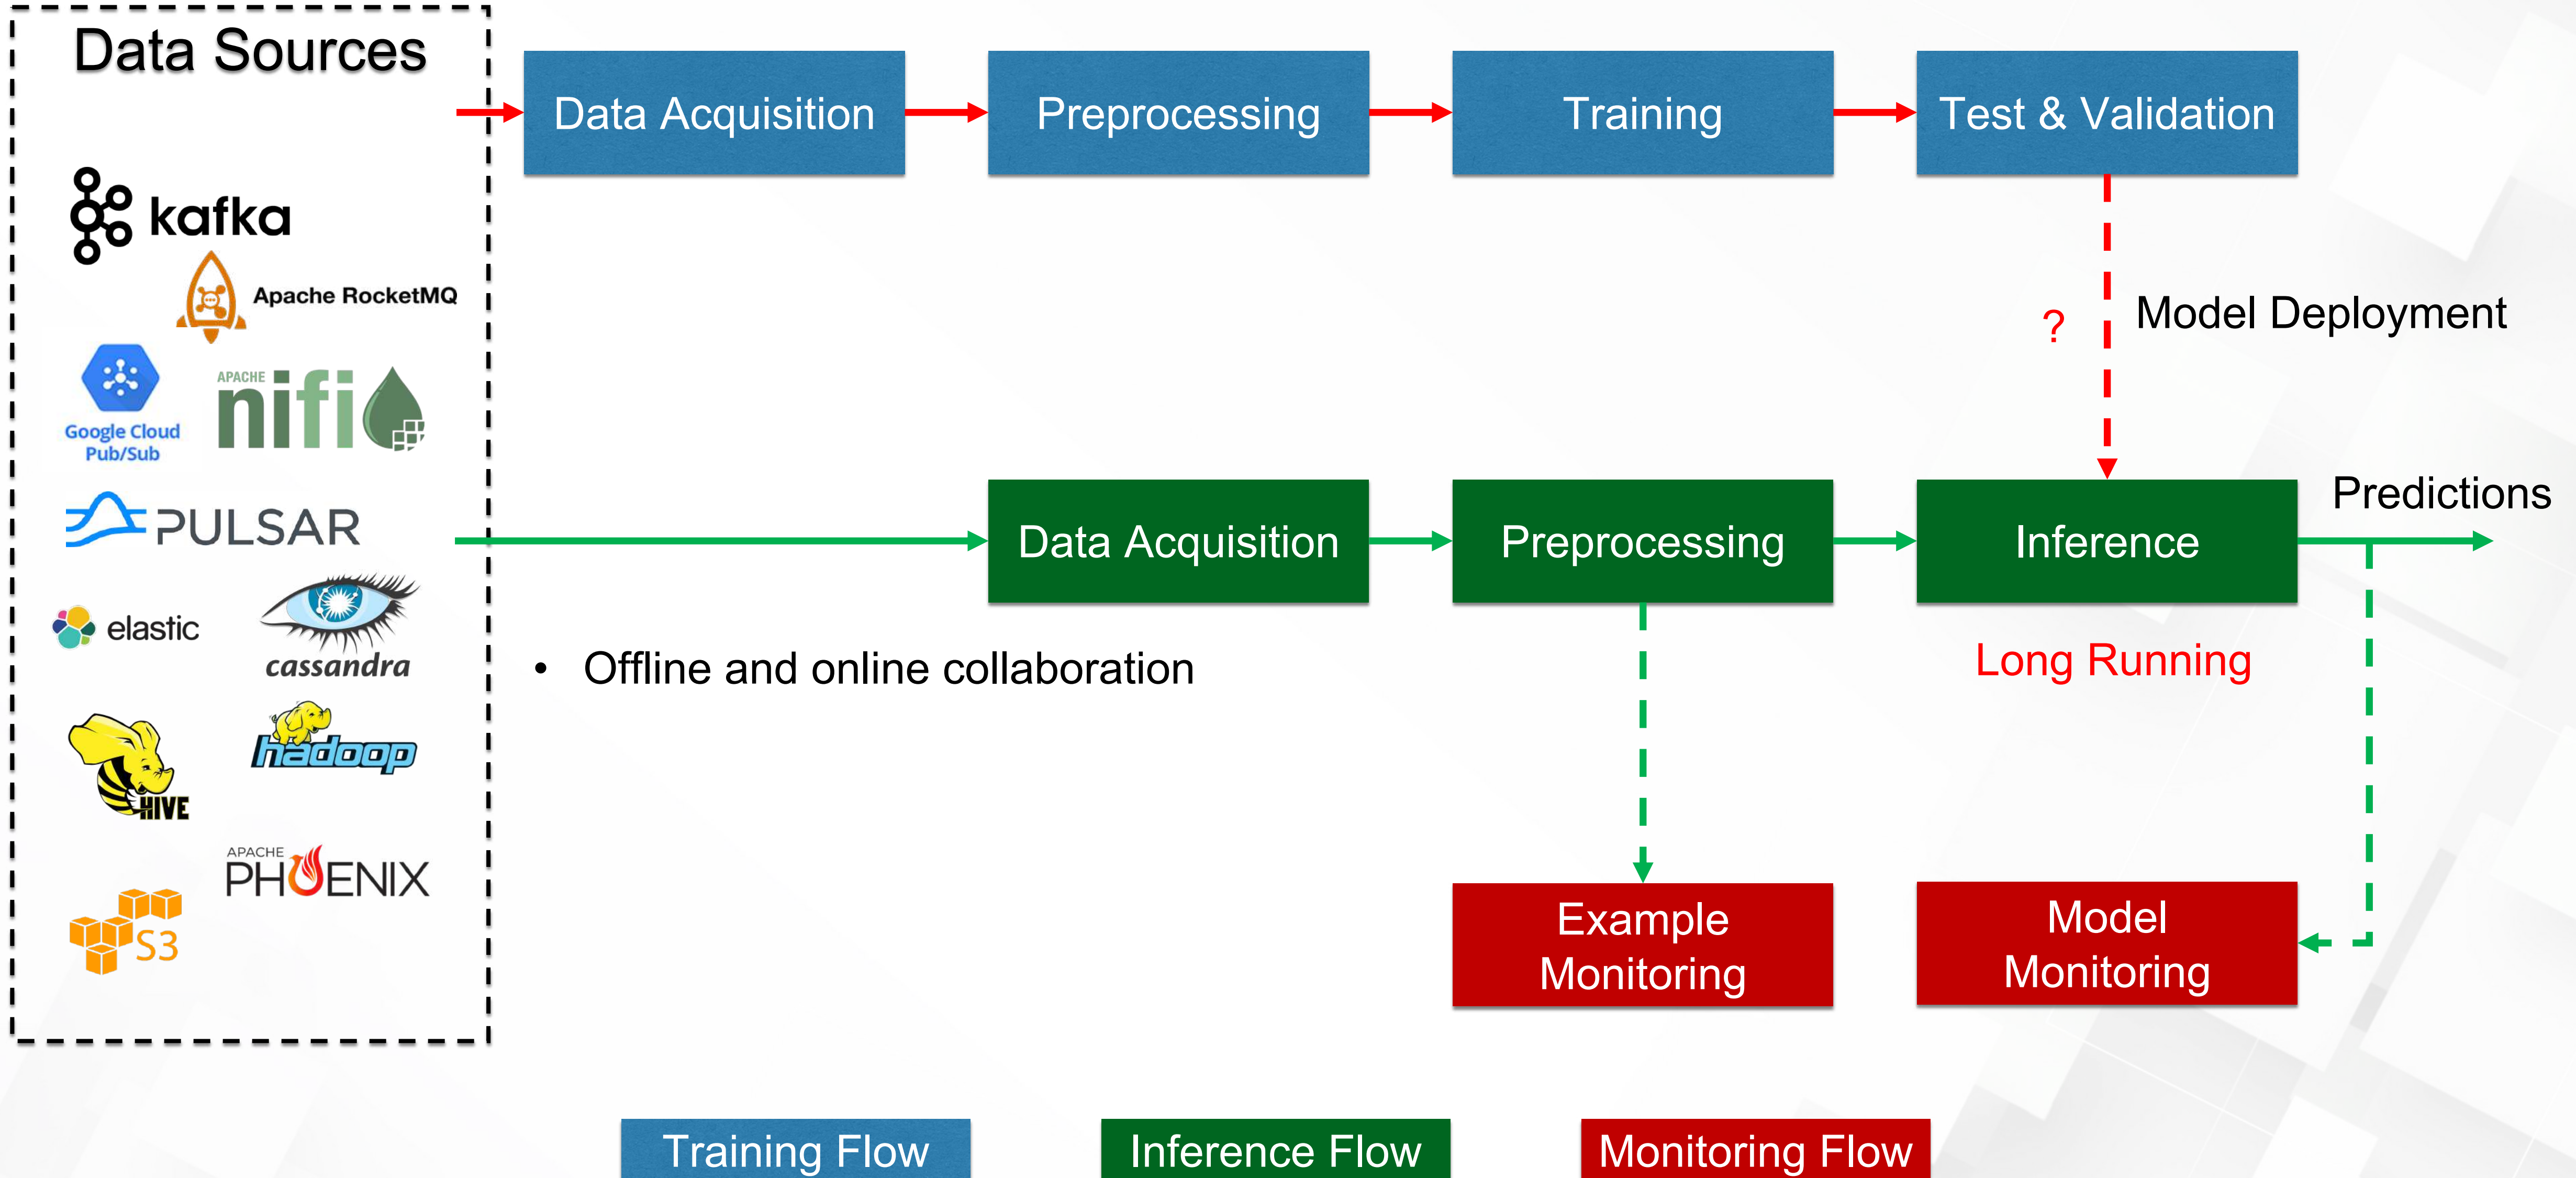 Data Sources
Data Acquisition
Preprocessing
Training
Test & Validation
kafka
Apache RocketMQ
?
Model Deployment
Google Cloud
Pub/Sub
APACHE
nifi
PULSAR
Data Acquisition
Preprocessing
Inference
Predictions
elastic
cassandra
• Offline and online collaboration
Long Running
HIVE
hadoop
APACHE
PHOENIX
S3
Example
Monitoring
Model
Monitoring
Training Flow
Inference Flow
Monitoring Flow